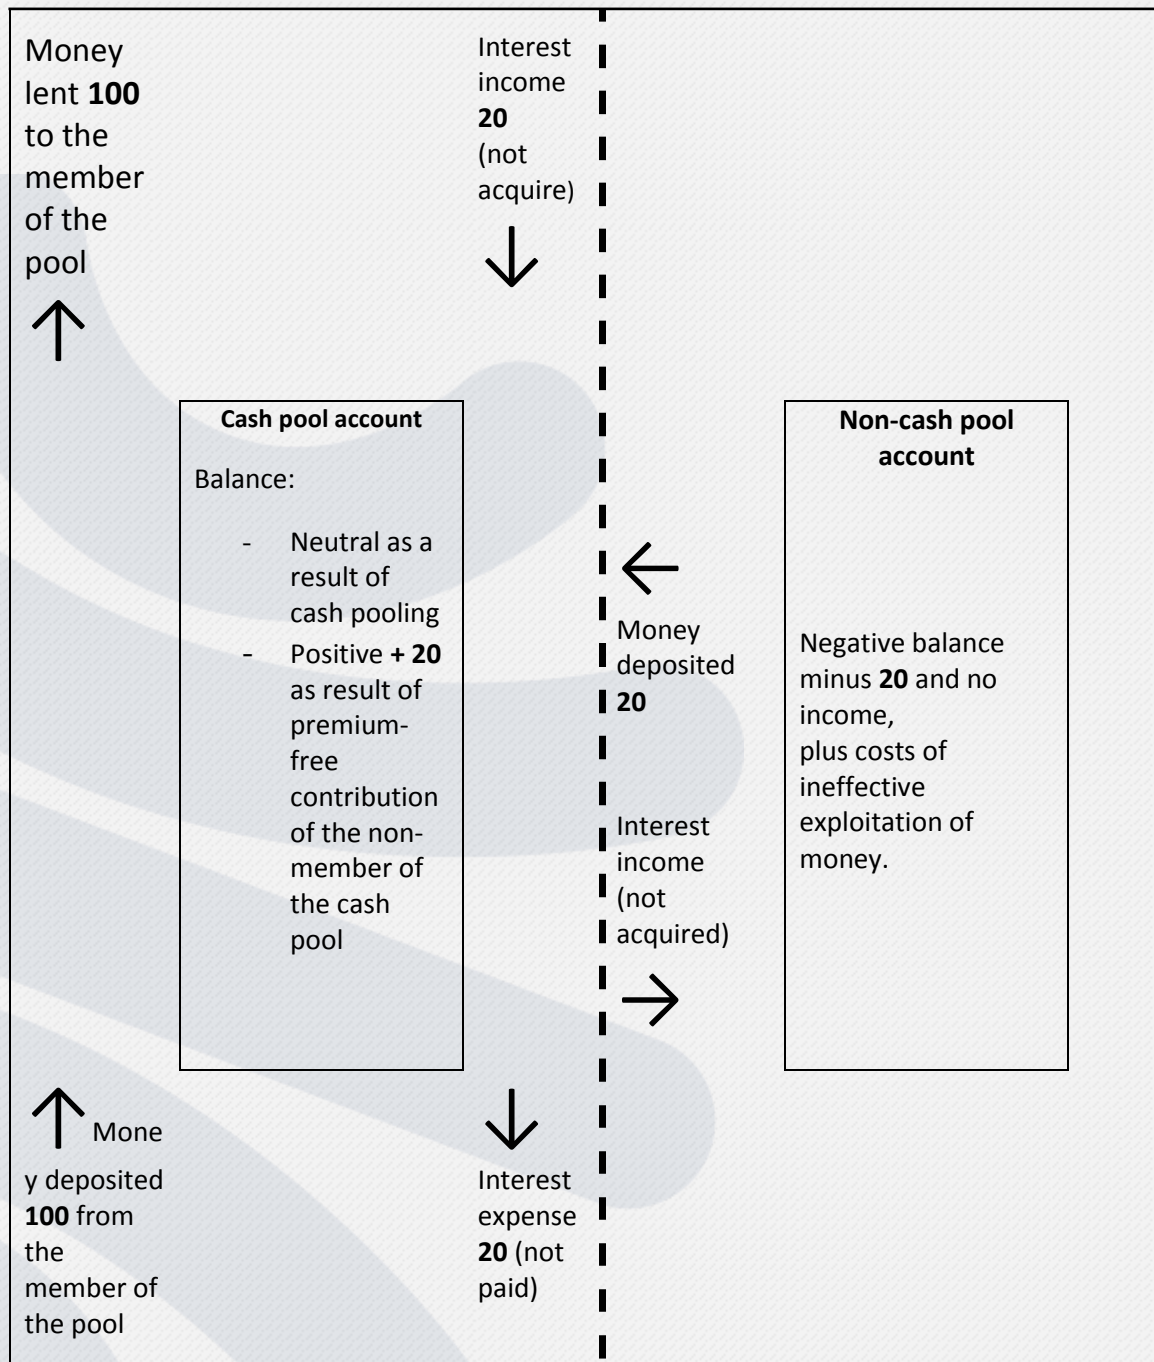 Money
lent 100
to the
member
of the
pool
Interest
income
20
(not
acquire)
Cash pool account
Balance:
- Neutral as a
result of
cash pooling
- Positive + 20
as result of
premium-
free
contribution
of the non-
member of
the cash
pool
Money
deposited
20
Interest
income
(not
acquired)
Non-cash pool
account
Negative balance
minus 20 and no
income,
plus costs of
ineffective
exploitation of
money.
Mone
y deposited
100 from
the
member of
the pool
Interest
expense
20 (not
paid)